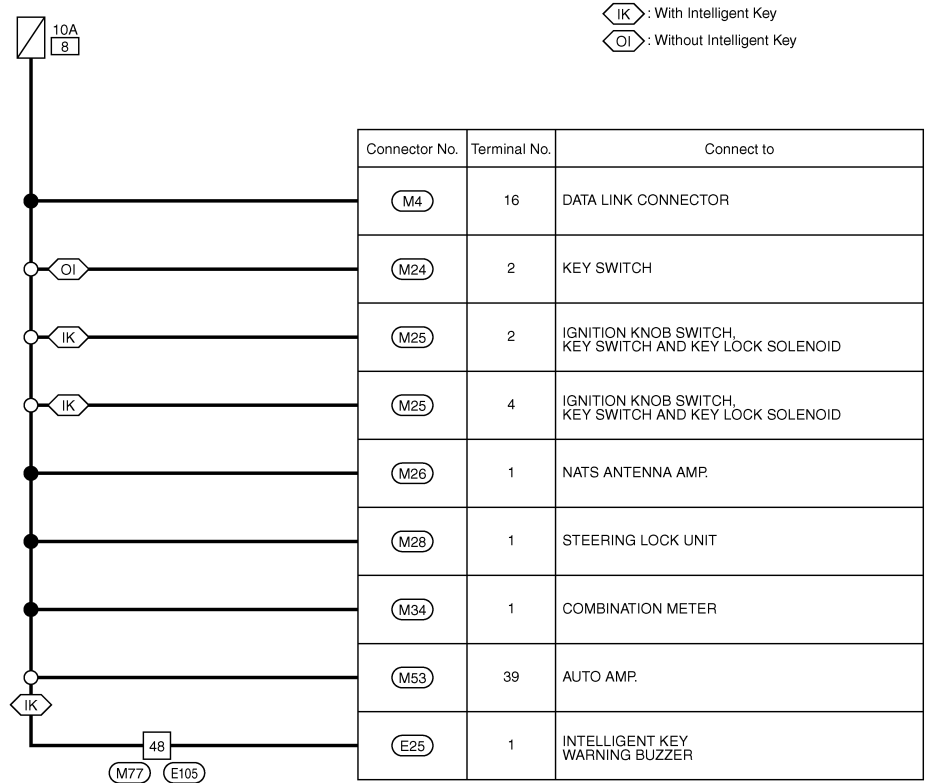 10A
8
IK : With Intelligent Key
OI : Without Intelligent Key
Connector No. Terminal No. Connect to
M4 16 DATA LINK CONNECTOR
OI M24 2 KEY SWITCH
IK M25 2 IGNITION KNOB SWITCH,
KEY SWITCH AND KEY LOCK SOLENOID
IK M25 4 IGNITION KNOB SWITCH,
KEY SWITCH AND KEY LOCK SOLENOID
M26 1 NATS ANTENNA AMP.
M28 1 STEERING LOCK UNIT
M34 1 COMBINATION METER
M53 39 AUTO AMP.
IK
48 E25 1 INTELLIGENT KEY
WARNING BUZZER
M77 E105